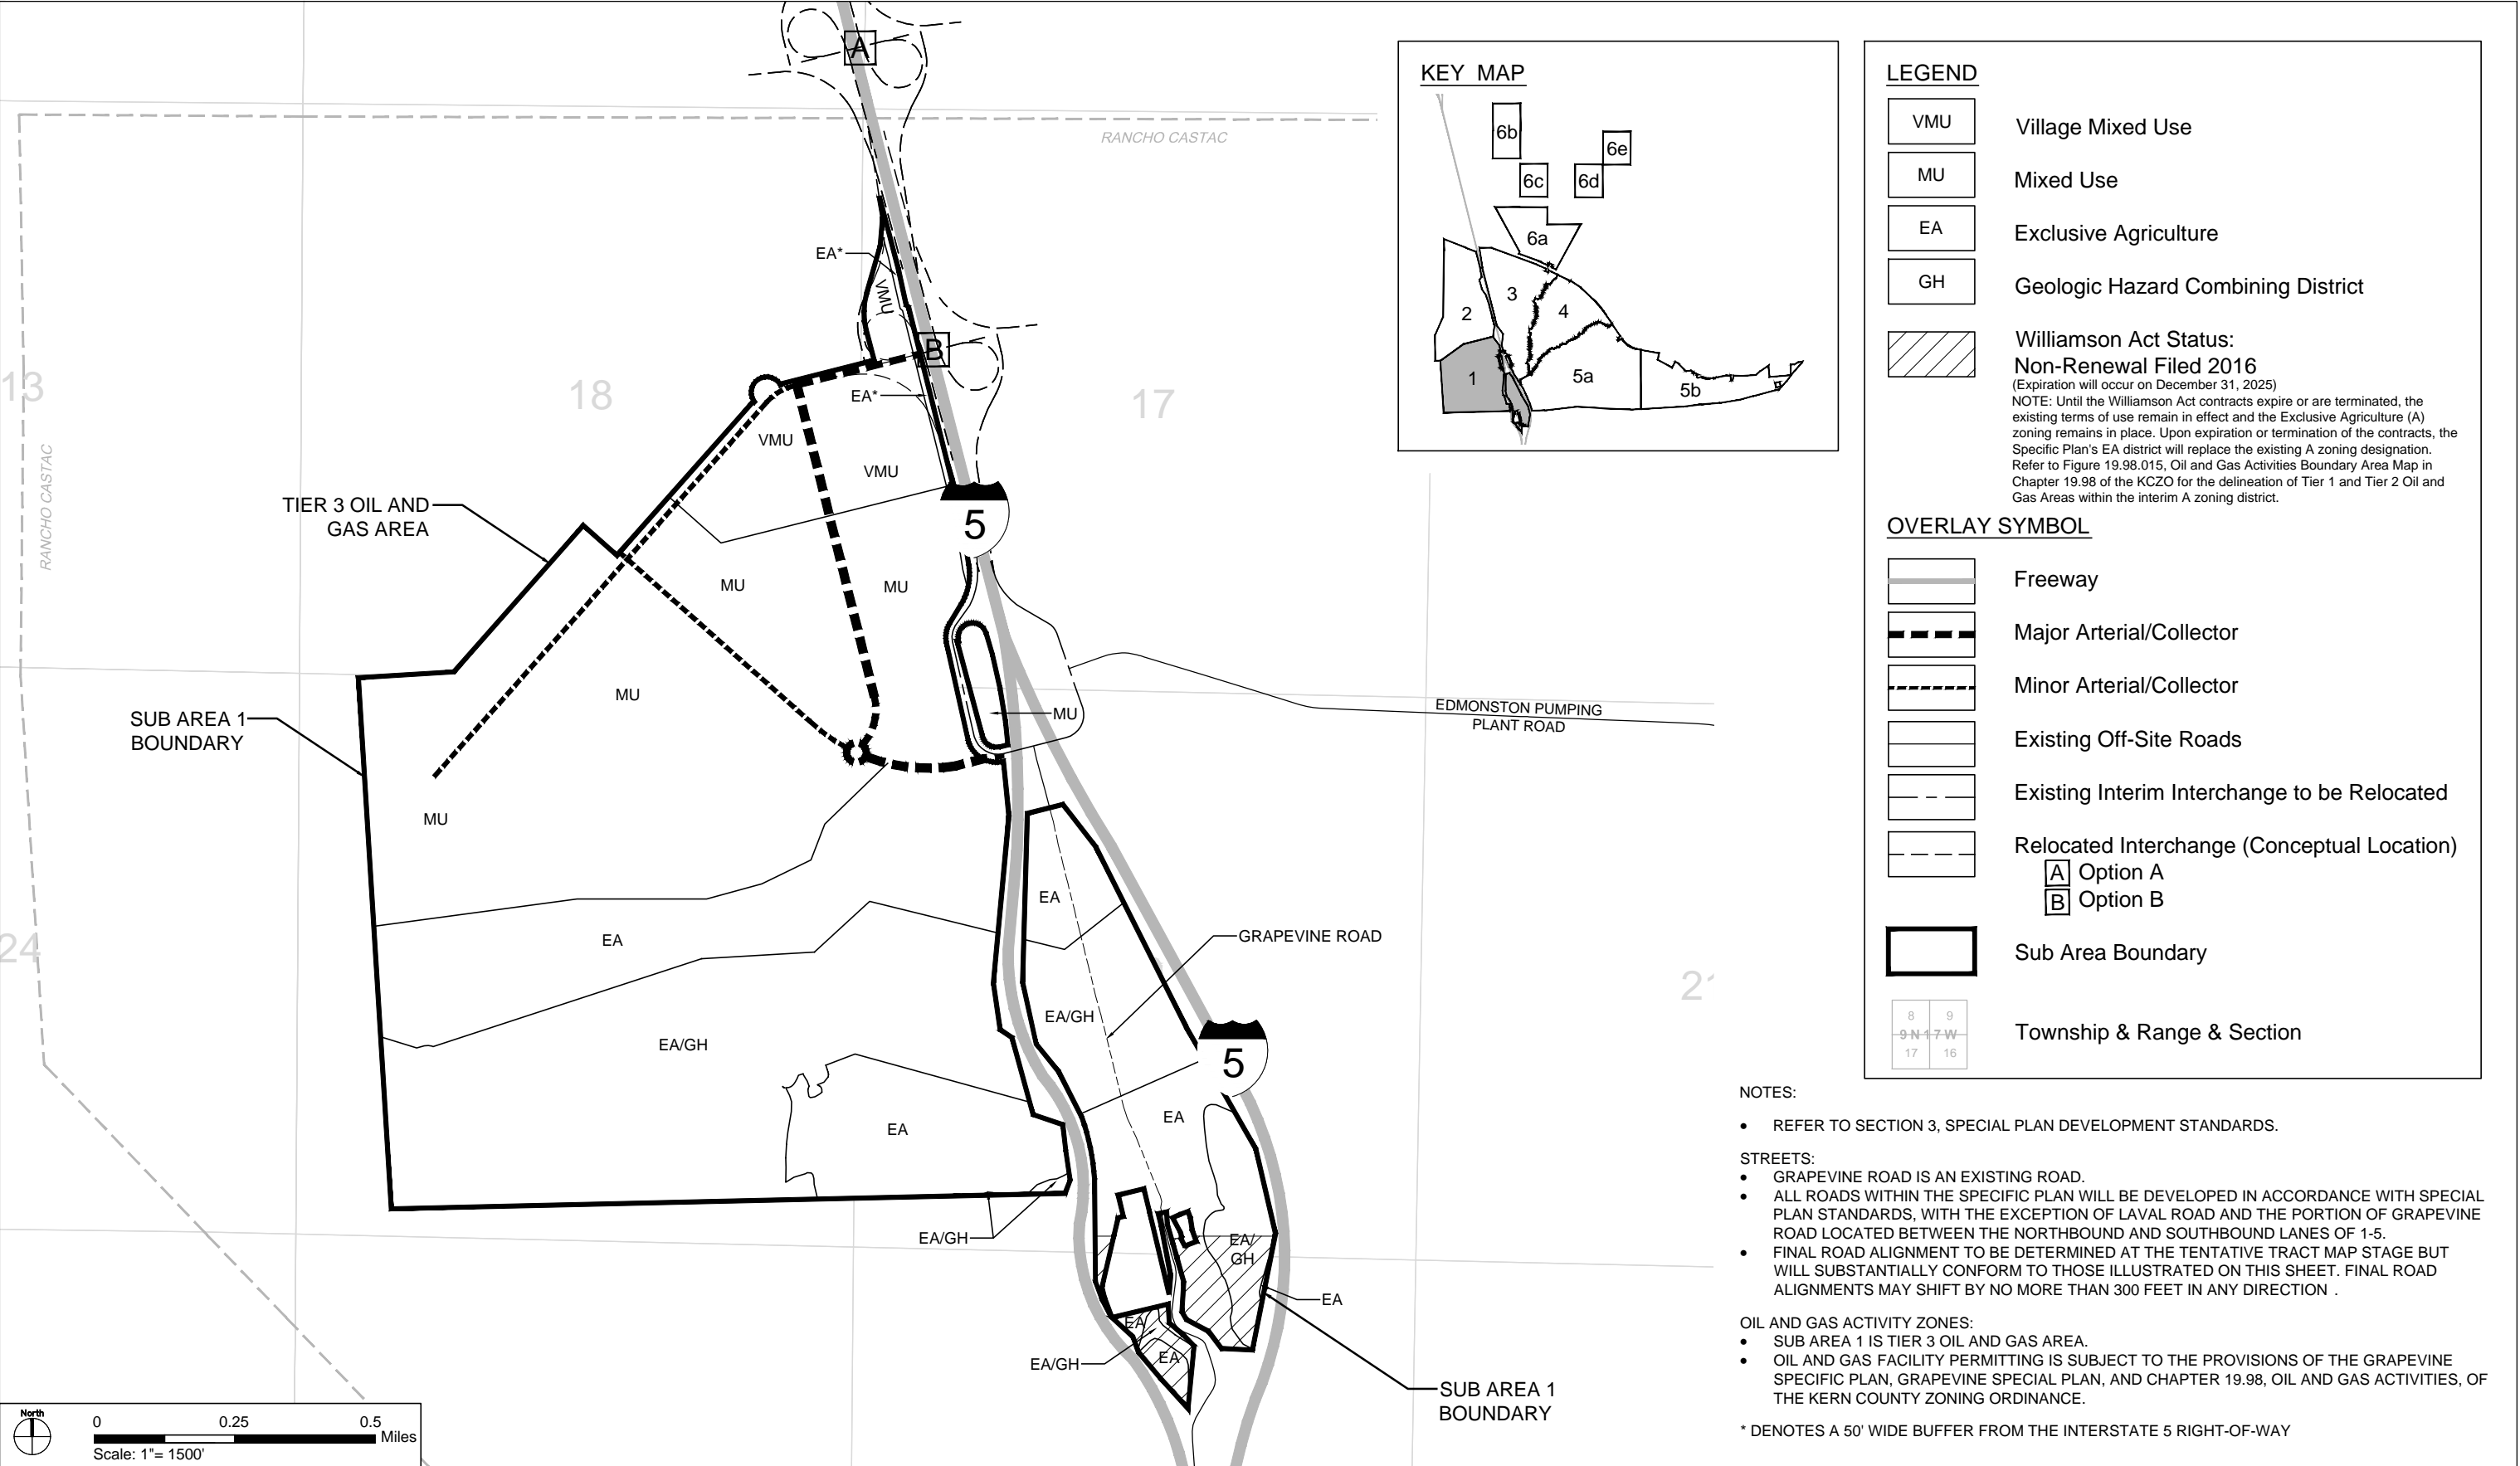 A
RANCHO CASTAC
EA*
VMU
B
13
18
EA*
17
VMU
VMU
RANCHO CASTAC
TIER 3 OIL AND
GAS AREA
5
MU
MU
MU
SUB AREA 1
BOUNDARY
MU
EDMONSTON PUMPING
PLANT ROAD
MU
EA
GRAPEVINE ROAD
EA
24
EA/GH
EA/GH
5
EA
EA
EA/GH
EA/
GH
EA
EA
EA/GH
EA
SUB AREA 1
BOUNDARY
North
0 0.25 0.5
Miles
Scale: 1"= 1500'
KEY MAP
6b
6e
6c
6d
6a
3
2
4
1
5a
5b
LEGEND
VMU Village Mixed Use
MU Mixed Use
EA Exclusive Agriculture
GH Geologic Hazard Combining District
Williamson Act Status:
Non-Renewal Filed 2016
(Expiration will occur on December 31, 2025)
NOTE: Until the Williamson Act contracts expire or are terminated, the
existing terms of use remain in effect and the Exclusive Agriculture (A)
zoning remains in place. Upon expiration or termination of the contracts, the
Specific Plan's EA district will replace the existing A zoning designation.
Refer to Figure 19.98.015, Oil and Gas Activities Boundary Area Map in
Chapter 19.98 of the KCZO for the delineation of Tier 1 and Tier 2 Oil and
Gas Areas within the interim A zoning district.
OVERLAY SYMBOL
Freeway
Major Arterial/Collector
Minor Arterial/Collector
Existing Off-Site Roads
Existing Interim Interchange to be Relocated
Relocated Interchange (Conceptual Location)
A Option A
B Option B
Sub Area Boundary
8 9
9 N 17 W
17 16
Township & Range & Section
NOTES:
• REFER TO SECTION 3, SPECIAL PLAN DEVELOPMENT STANDARDS.
STREETS:
• GRAPEVINE ROAD IS AN EXISTING ROAD.
• ALL ROADS WITHIN THE SPECIFIC PLAN WILL BE DEVELOPED IN ACCORDANCE WITH SPECIAL
PLAN STANDARDS, WITH THE EXCEPTION OF LAVAL ROAD AND THE PORTION OF GRAPEVINE
ROAD LOCATED BETWEEN THE NORTHBOUND AND SOUTHBOUND LANES OF 1-5.
• FINAL ROAD ALIGNMENT TO BE DETERMINED AT THE TENTATIVE TRACT MAP STAGE BUT
WILL SUBSTANTIALLY CONFORM TO THOSE ILLUSTRATED ON THIS SHEET. FINAL ROAD
ALIGNMENTS MAY SHIFT BY NO MORE THAN 300 FEET IN ANY DIRECTION .
OIL AND GAS ACTIVITY ZONES:
• SUB AREA 1 IS TIER 3 OIL AND GAS AREA.
• OIL AND GAS FACILITY PERMITTING IS SUBJECT TO THE PROVISIONS OF THE GRAPEVINE
SPECIFIC PLAN, GRAPEVINE SPECIAL PLAN, AND CHAPTER 19.98, OIL AND GAS ACTIVITIES, OF
THE KERN COUNTY ZONING ORDINANCE.
* DENOTES A 50' WIDE BUFFER FROM THE INTERSTATE 5 RIGHT-OF-WAY